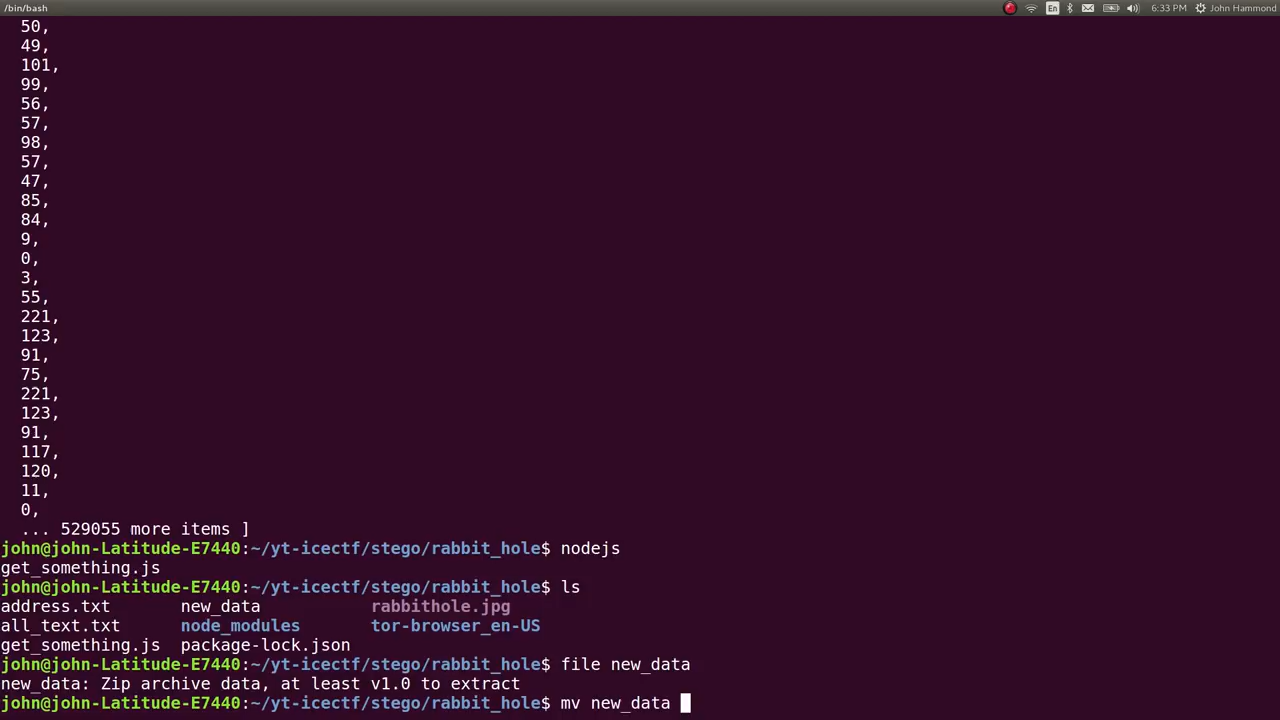 /bin/bash En 6:33 PM John Hammond
50,
49,
101,
99,
56,
57,
98,
57,
47,
85,
84,
9,
0,
3,
55,
221,
123,
91,
75,
221,
123,
91,
117,
120,
11,
0,
... 529055 more items ]
john@john-Latitude-E7440:~/yt-icectf/stego/rabbit_hole$ nodejs
get_something.js
john@john-Latitude-E7440:~/yt-icectf/stego/rabbit_hole$ ls
address.txt new_data rabbithole.jpg
all_text.txt node_modules tor-browser_en-US
get_something.js package-lock.json
john@john-Latitude-E7440:~/yt-icectf/stego/rabbit_hole$ file new_data
new_data: Zip archive data, at least v1.0 to extract
john@john-Latitude-E7440:~/yt-icectf/stego/rabbit_hole$ mv new_data